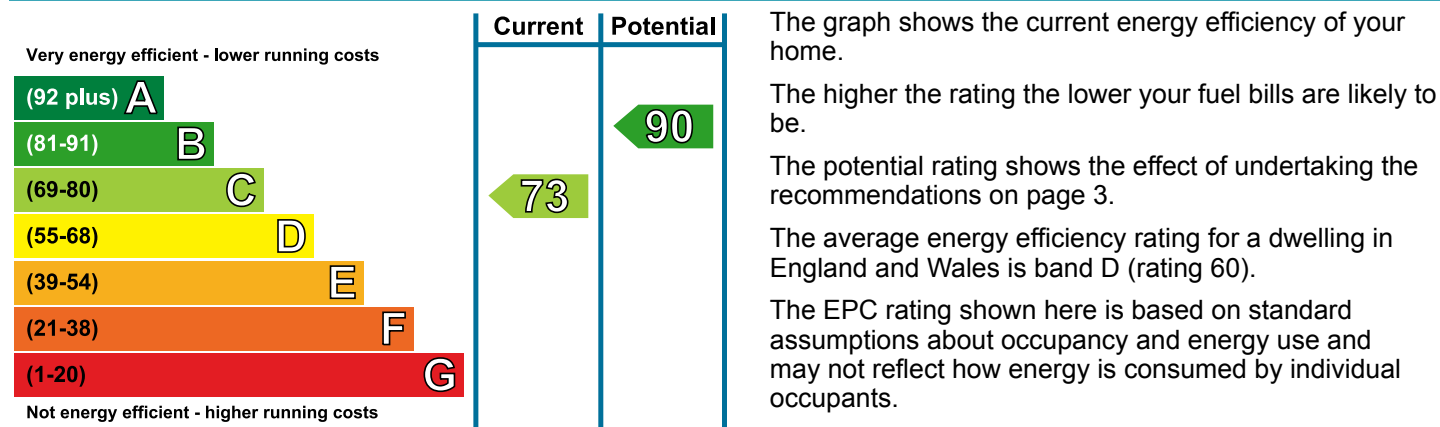 Current Potential
Very energy efficient - lower running costs
(92 plus) A
(81-91) B
90
(69-80) C
73
(55-68) D
(39-54) E
(21-38) F
(1-20) G
Not energy efficient - higher running costs
The graph shows the current energy efficiency of your
home.
The higher the rating the lower your fuel bills are likely to
be.
The potential rating shows the effect of undertaking the
recommendations on page 3.
The average energy efficiency rating for a dwelling in
England and Wales is band D (rating 60).
The EPC rating shown here is based on standard
assumptions about occupancy and energy use and
may not reflect how energy is consumed by individual
occupants.